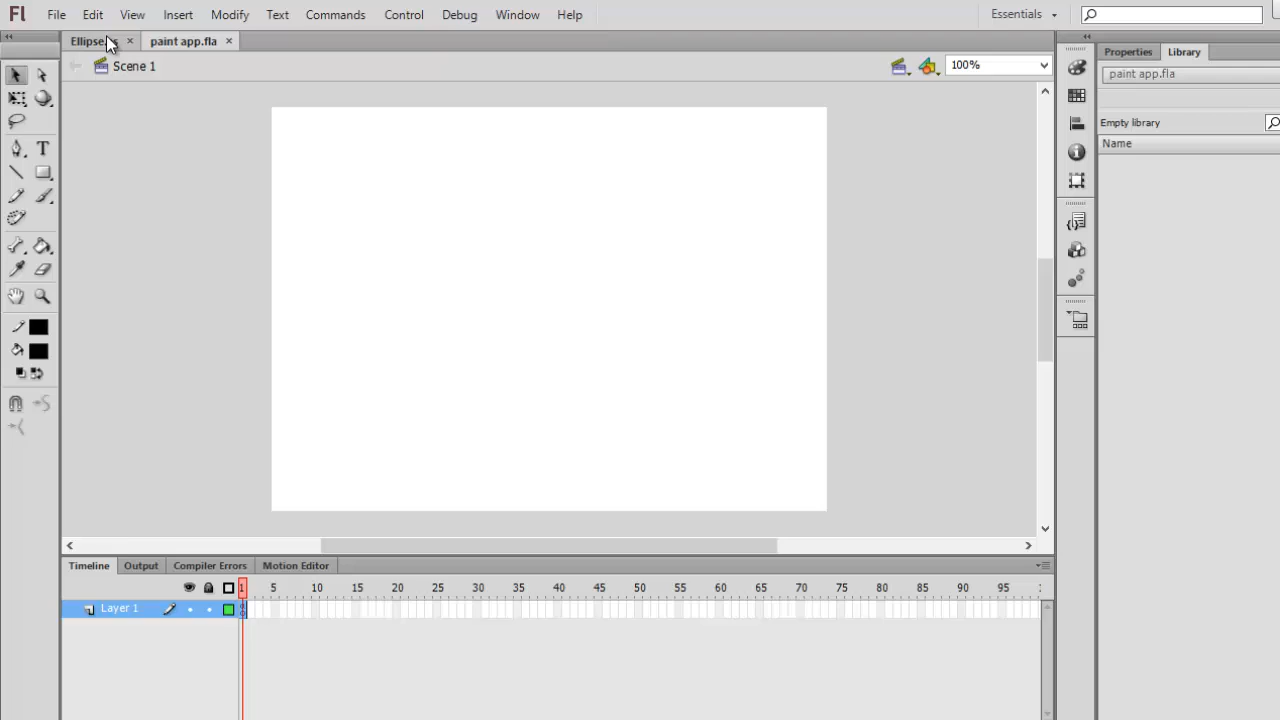 Fl File Edit View Insert Modify Text Commands Control Debug Window Help Essentials
paint app.fla
Scene 1 100%
Properties Library
paint app.fla
Empty library
Name
Timeline Output Compiler Errors Motion Editor
1 5 10 15 20 25 30 35 40 45 50 55 60 65 70 75 80 85 90 95
Layer 1